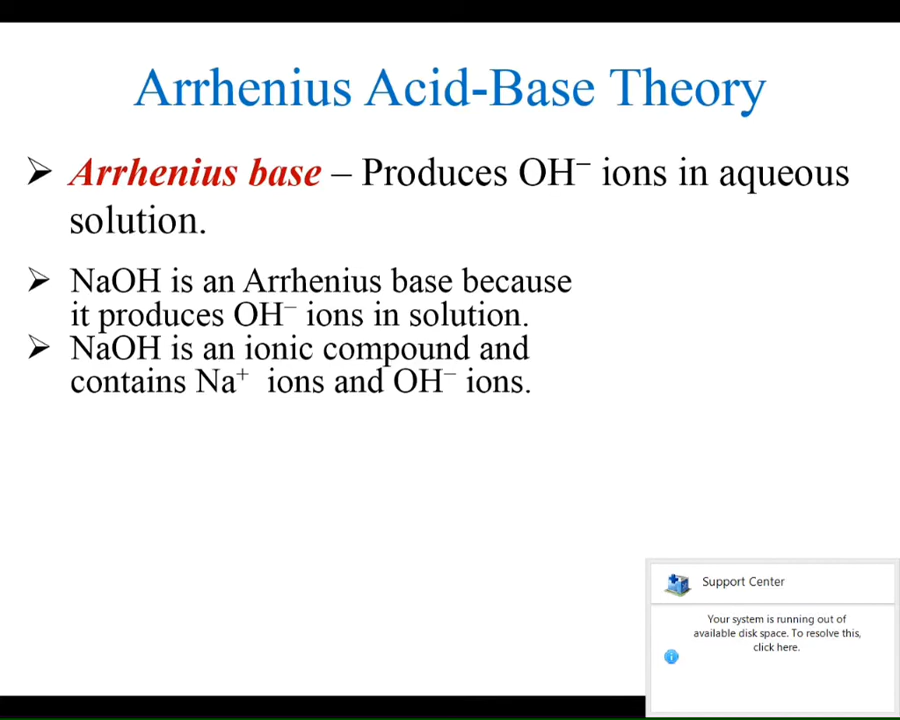 Arrhenius Acid-Base Theory
➢ Arrhenius base – Produces OH⁻ ions in aqueous
solution.
➢ NaOH is an Arrhenius base because
it produces OH⁻ ions in solution.
➢ NaOH is an ionic compound and
contains Na⁺ ions and OH⁻ ions.
Support Center
Your system is running out of
available disk space. To resolve this,
click here.